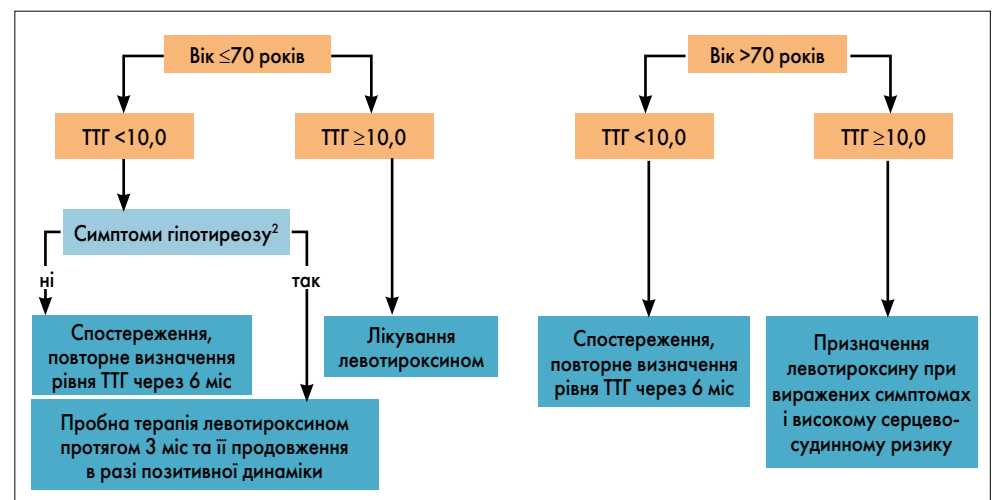 Вік ≤70 років
ТТГ <10,0
ТТГ ≥10,0
Симптоми гіпотиреозу²
ні
так
Спостереження,
повторне визначення
рівня ТТГ через 6 міс
Лікування
левотироксином
Пробна терапія левотироксином
протягом 3 міс та її продовження
в разі позитивної динаміки
Вік >70 років
ТТГ <10,0
ТТГ ≥10,0
Спостереження,
повторне визначення
рівня ТТГ через 6 міс
Призначення
левотироксину при
виражених симптомах
і високому серцево-
судинному ризику